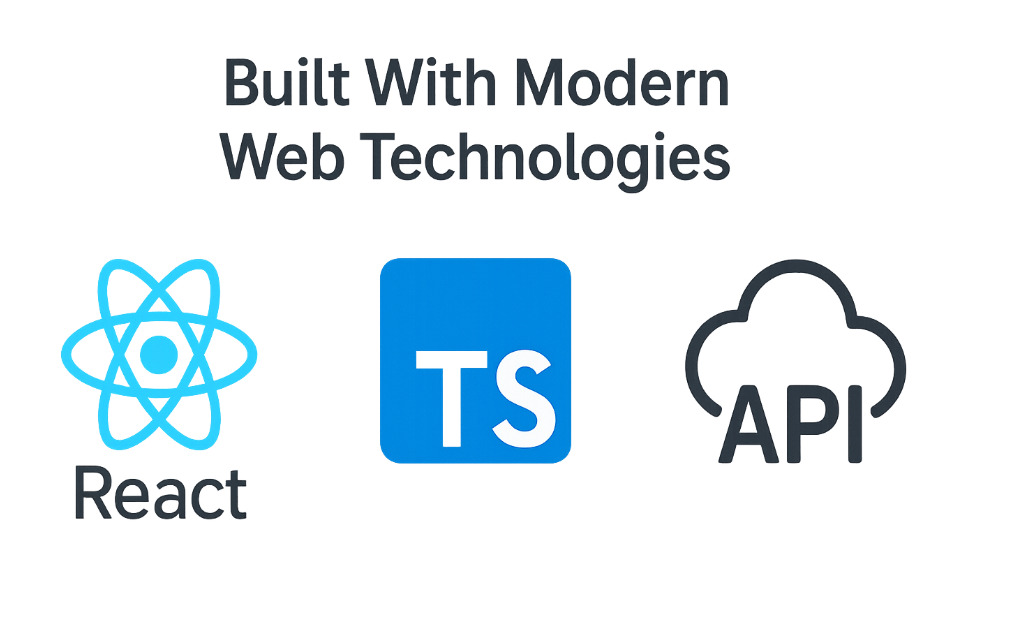 Built With Modern
Web Technologies
React
TS
API